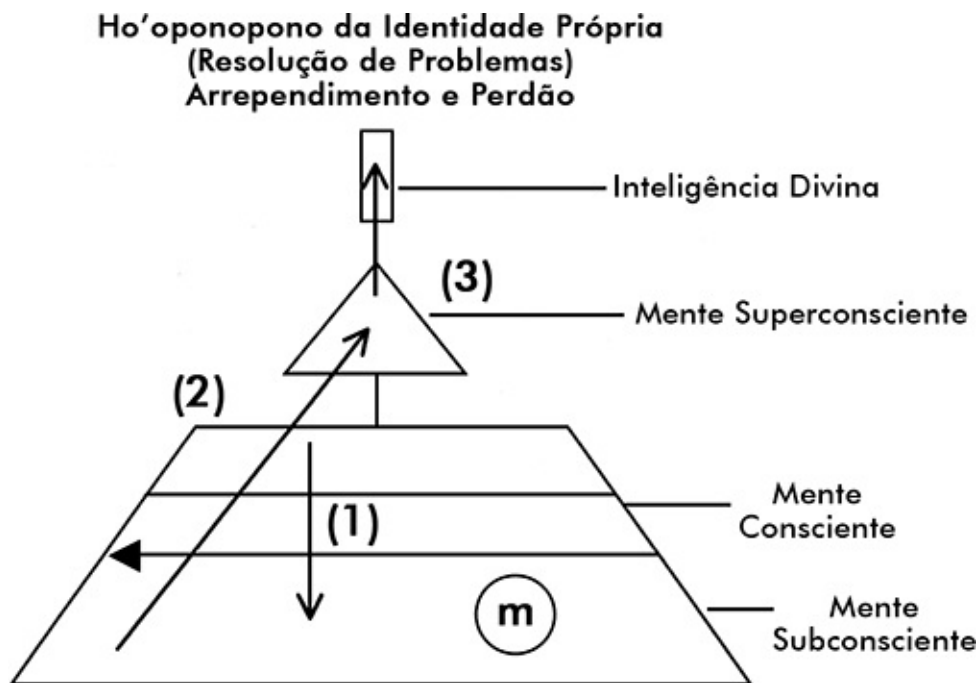 Ho'oponopono da Identidade Própria
(Resolução de Problemas)
Arrependimento e Perdão
Inteligência Divina
(3)
Mente Superconsciente
(2)
Mente
Consciente
(1)
m
Mente
Subconsciente